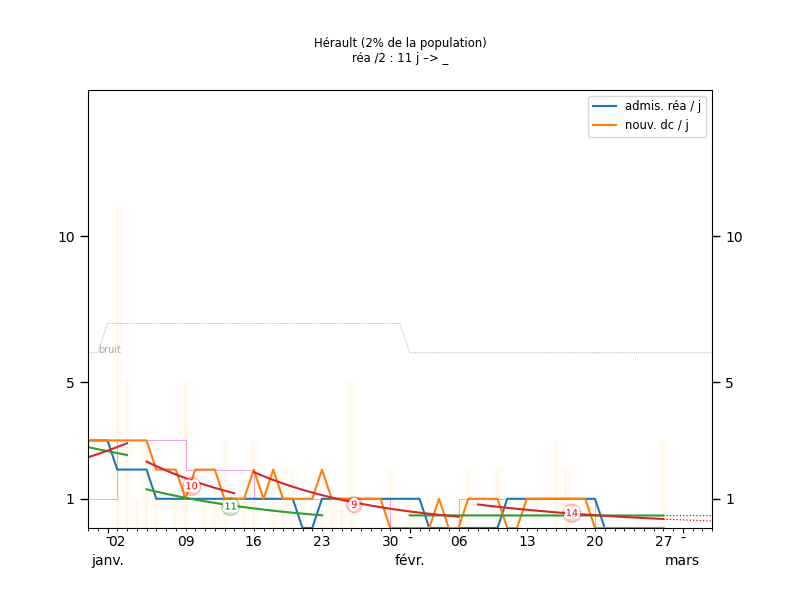 Hérault (2% de la population)
réa /2 : 11 j –> _
admis. réa / j
nouv. dc / j
10 10
bruit
5 5
10
11
9
14
1 1
02 09 16 23 30 - 06 13 20 27 -
janv. févr. mars